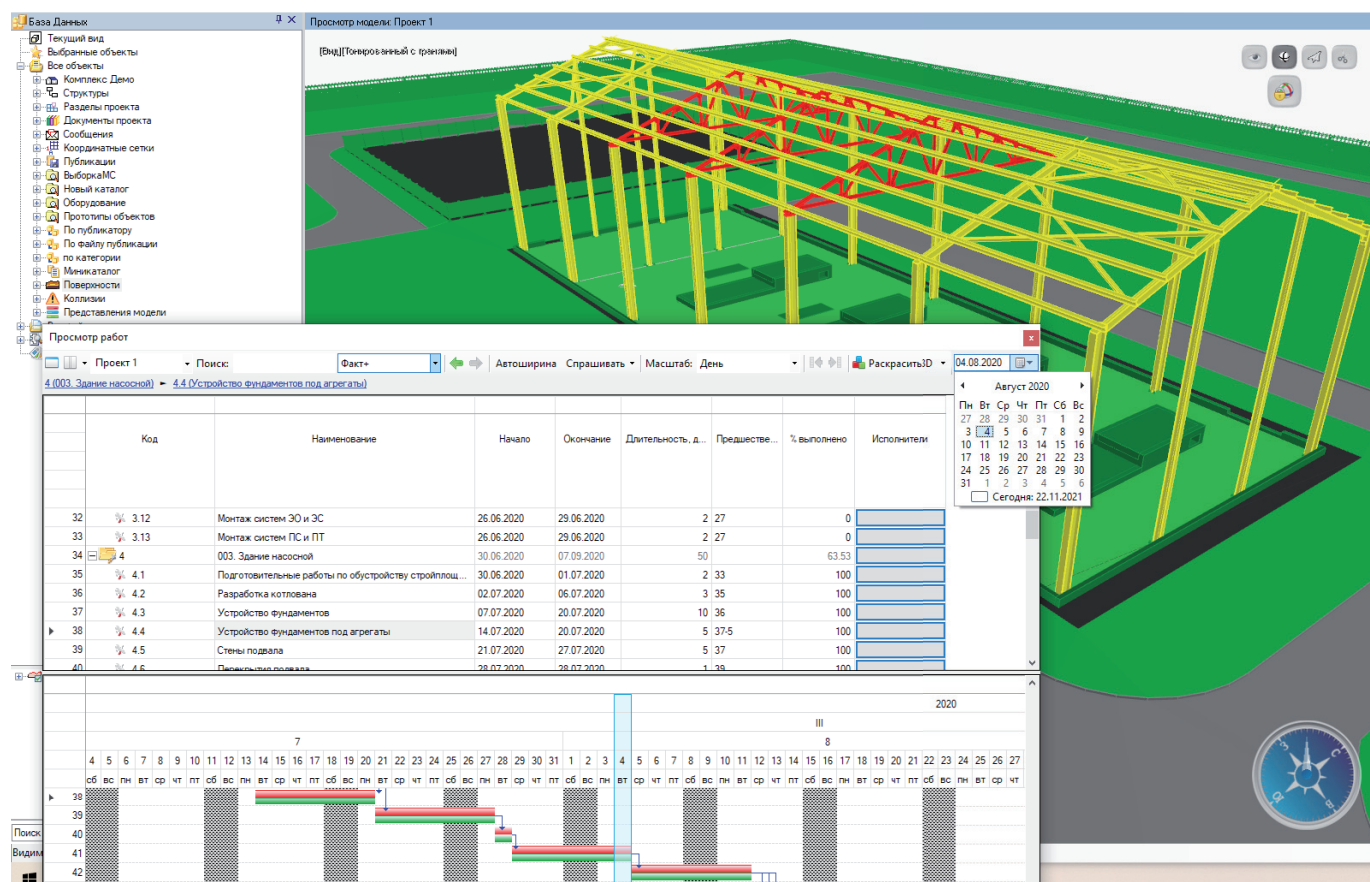 База Данных
Текущий вид
Выбранные объекты
Все объекты
Комплекс Демо
Структуры
Разделы проекта
Документы проекта
Сообщения
Координатные сетки
Публикации
ВыборкаМС
Новый каталог
Оборудование
Прототипы объектов
По публикатору
По файлу публикации
по категории
Миникаталог
Поверхности
Коллизии
Представления модели
Просмотр модели: Проект 1
[Вид][Тонированный с гранями]
Просмотр работ
x
Проект 1 Поиск: Факт+ Автоширина Спрашивать Масштаб: День Раскрасить3D 04.08.2020
4 (003. Здание насосной) 4.4 (Устройство фундаментов под агрегаты)
Август 2020
Пн Вт Ср Чт Пт Сб Вс
27 28 29 30 31 1 2
3 4 5 6 7 8 9
10 11 12 13 14 15 16
17 18 19 20 21 22 23
24 25 26 27 28 29 30
31 1 2 3 4 5 6
Сегодня: 22.11.2021
Код Наименование Начало Окончание Длительность, д... Предшестве... % выполнено Исполнители
32 3.12 Монтаж систем ЭО и ЭС 26.06.2020 29.06.2020 2 27 0
33 3.13 Монтаж систем ПС и ПТ 26.06.2020 29.06.2020 2 27 0
34 4 003. Здание насосной 30.06.2020 07.09.2020 50 63.53
35 4.1 Подготовительные работы по обустройству стройплощ... 30.06.2020 01.07.2020 2 33 100
36 4.2 Разработка котлована 02.07.2020 06.07.2020 3 35 100
37 4.3 Устройство фундаментов 07.07.2020 20.07.2020 10 36 100
38 4.4 Устройство фундаментов под агрегаты 14.07.2020 20.07.2020 5 37-5 100
39 4.5 Стены подвала 21.07.2020 27.07.2020 5 37 100
40 4.6 Перекрытия подвала 28.07.2020 28.07.2020 1 39 100
2020
III
7 8
4 5 6 7 8 9 10 11 12 13 14 15 16 17 18 19 20 21 22 23 24 25 26 27 28 29 30 31 1 2 3 4 5 6 7 8 9 10 11 12 13 14 15 16 17 18 19 20 21 22 23 24 25 26 27
сб вс пн вт ср чт пт сб вс пн вт ср чт пт сб вс пн вт ср чт пт сб вс пн вт ср чт пт сб вс пн вт ср чт пт сб вс пн вт ср чт пт сб вс пн вт ср чт пт сб вс пн вт ср чт
38
39
40
41
42
Поиск
З
С
В